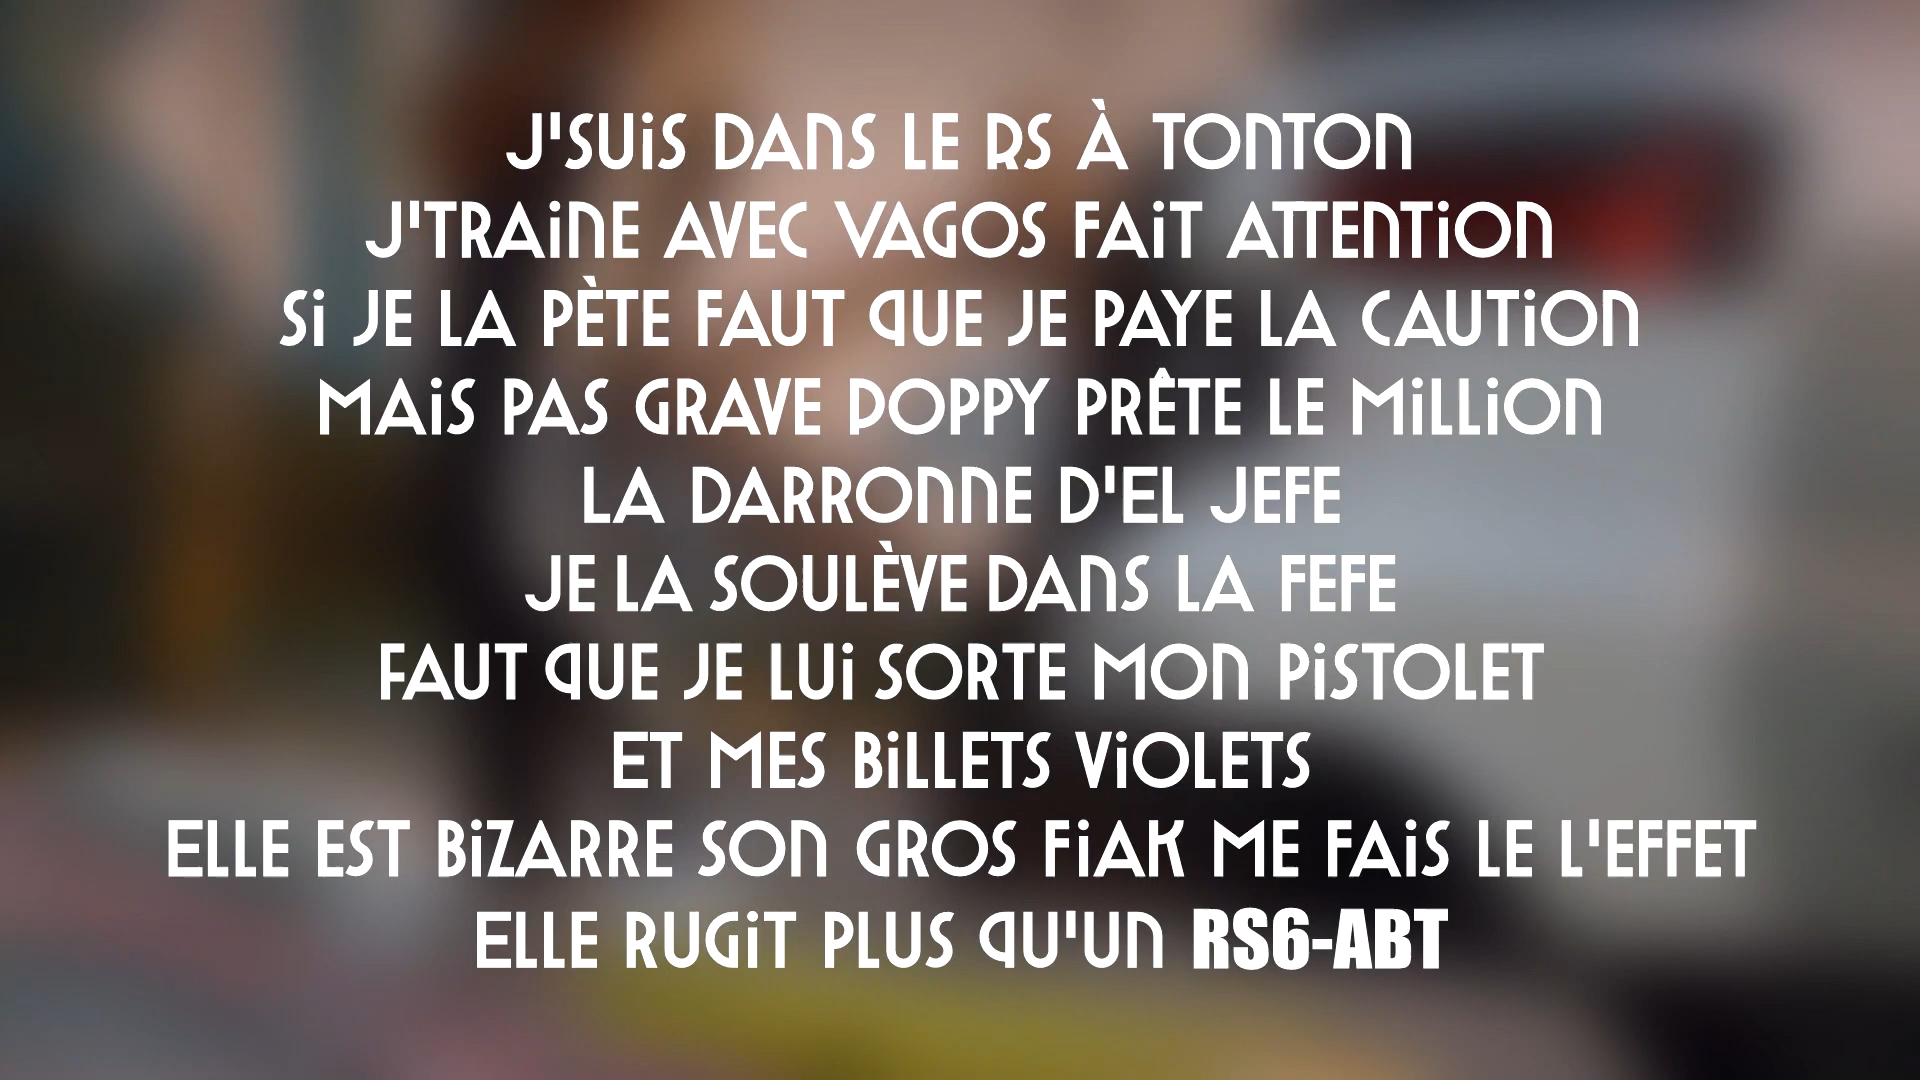 J'SUiS DANS LE RS À TONTON
J'TRAiNE AVEC VAGOS FAiT ATTENTiON
Si JE LA PÈTE FAUT QUE JE PAYE LA CAUTiON
MAiS PAS GRAVE POPPY PRÊTE LE MiLLiON
LA DARRONNE D'EL JEFE
JE LA SOULÈVE DANS LA FEFE
FAUT QUE JE LUi SORTE MON PiSTOLET
ET MES BiLLETS ViOLETS
ELLE EST BiZARRE SON GROS FiAK ME FAiS LE L'EFFET
ELLE RUGiT PLUS QU'UN RS6-ABT